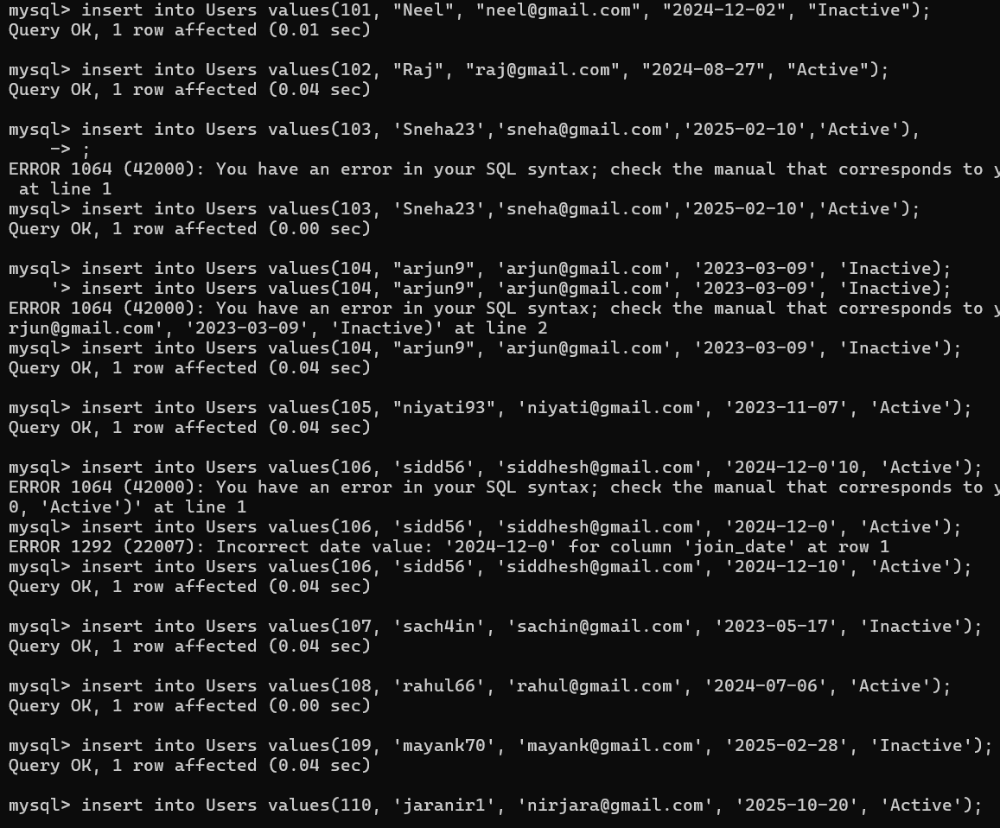 mysql> insert into Users values(101, "Neel", "neel@gmail.com", "2024-12-02", "Inactive");
Query OK, 1 row affected (0.01 sec)
mysql> insert into Users values(102, "Raj", "raj@gmail.com", "2024-08-27", "Active");
Query OK, 1 row affected (0.04 sec)
mysql> insert into Users values(103, 'Sneha23','sneha@gmail.com','2025-02-10','Active'),
    -> ;
ERROR 1064 (42000): You have an error in your SQL syntax; check the manual that corresponds to y
 at line 1
mysql> insert into Users values(103, 'Sneha23','sneha@gmail.com','2025-02-10','Active');
Query OK, 1 row affected (0.00 sec)
mysql> insert into Users values(104, "arjun9", 'arjun@gmail.com', '2023-03-09', 'Inactive);
    '> insert into Users values(104, "arjun9", 'arjun@gmail.com', '2023-03-09', 'Inactive);
ERROR 1064 (42000): You have an error in your SQL syntax; check the manual that corresponds to y
rjun@gmail.com', '2023-03-09', 'Inactive)' at line 2
mysql> insert into Users values(104, "arjun9", 'arjun@gmail.com', '2023-03-09', 'Inactive');
Query OK, 1 row affected (0.04 sec)
mysql> insert into Users values(105, "niyati93", 'niyati@gmail.com', '2023-11-07', 'Active');
Query OK, 1 row affected (0.04 sec)
mysql> insert into Users values(106, 'sidd56', 'siddhesh@gmail.com', '2024-12-0'10, 'Active');
ERROR 1064 (42000): You have an error in your SQL syntax; check the manual that corresponds to y
0, 'Active')' at line 1
mysql> insert into Users values(106, 'sidd56', 'siddhesh@gmail.com', '2024-12-0', 'Active');
ERROR 1292 (22007): Incorrect date value: '2024-12-0' for column 'join_date' at row 1
mysql> insert into Users values(106, 'sidd56', 'siddhesh@gmail.com', '2024-12-10', 'Active');
Query OK, 1 row affected (0.04 sec)
mysql> insert into Users values(107, 'sach4in', 'sachin@gmail.com', '2023-05-17', 'Inactive');
Query OK, 1 row affected (0.04 sec)
mysql> insert into Users values(108, 'rahul66', 'rahul@gmail.com', '2024-07-06', 'Active');
Query OK, 1 row affected (0.00 sec)
mysql> insert into Users values(109, 'mayank70', 'mayank@gmail.com', '2025-02-28', 'Inactive');
Query OK, 1 row affected (0.04 sec)
mysql> insert into Users values(110, 'jaranir1', 'nirjara@gmail.com', '2025-10-20', 'Active');